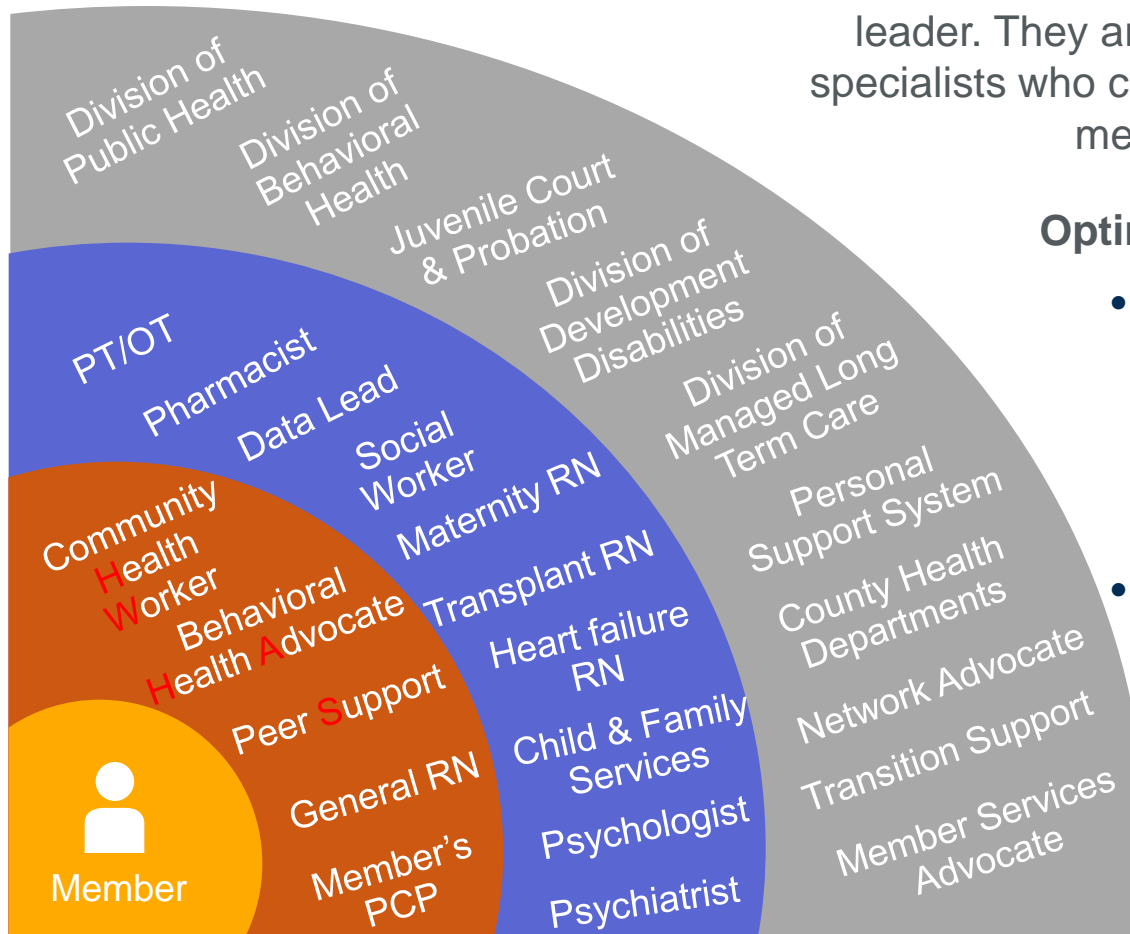 leader. They ar
specialists who c
me
Optin
•
•
Division of
Public Health
Division of
Behavioral
Health
Juvenile Court
& Probation
Division of
Development
Disabilities
Division of
Managed Long
Term Care
Personal
Support System
County Health
Departments
Network Advocate
Transition Support
Member Services
Advocate
PT/OT
Pharmacist
Data Lead
Social
Worker
Maternity RN
Transplant RN
Heart failure
RN
Child & Family
Services
Psychologist
Psychiatrist
Community
Health
Worker
Behavioral
Health Advocate
Peer Support
General RN
Member’s
PCP
Member